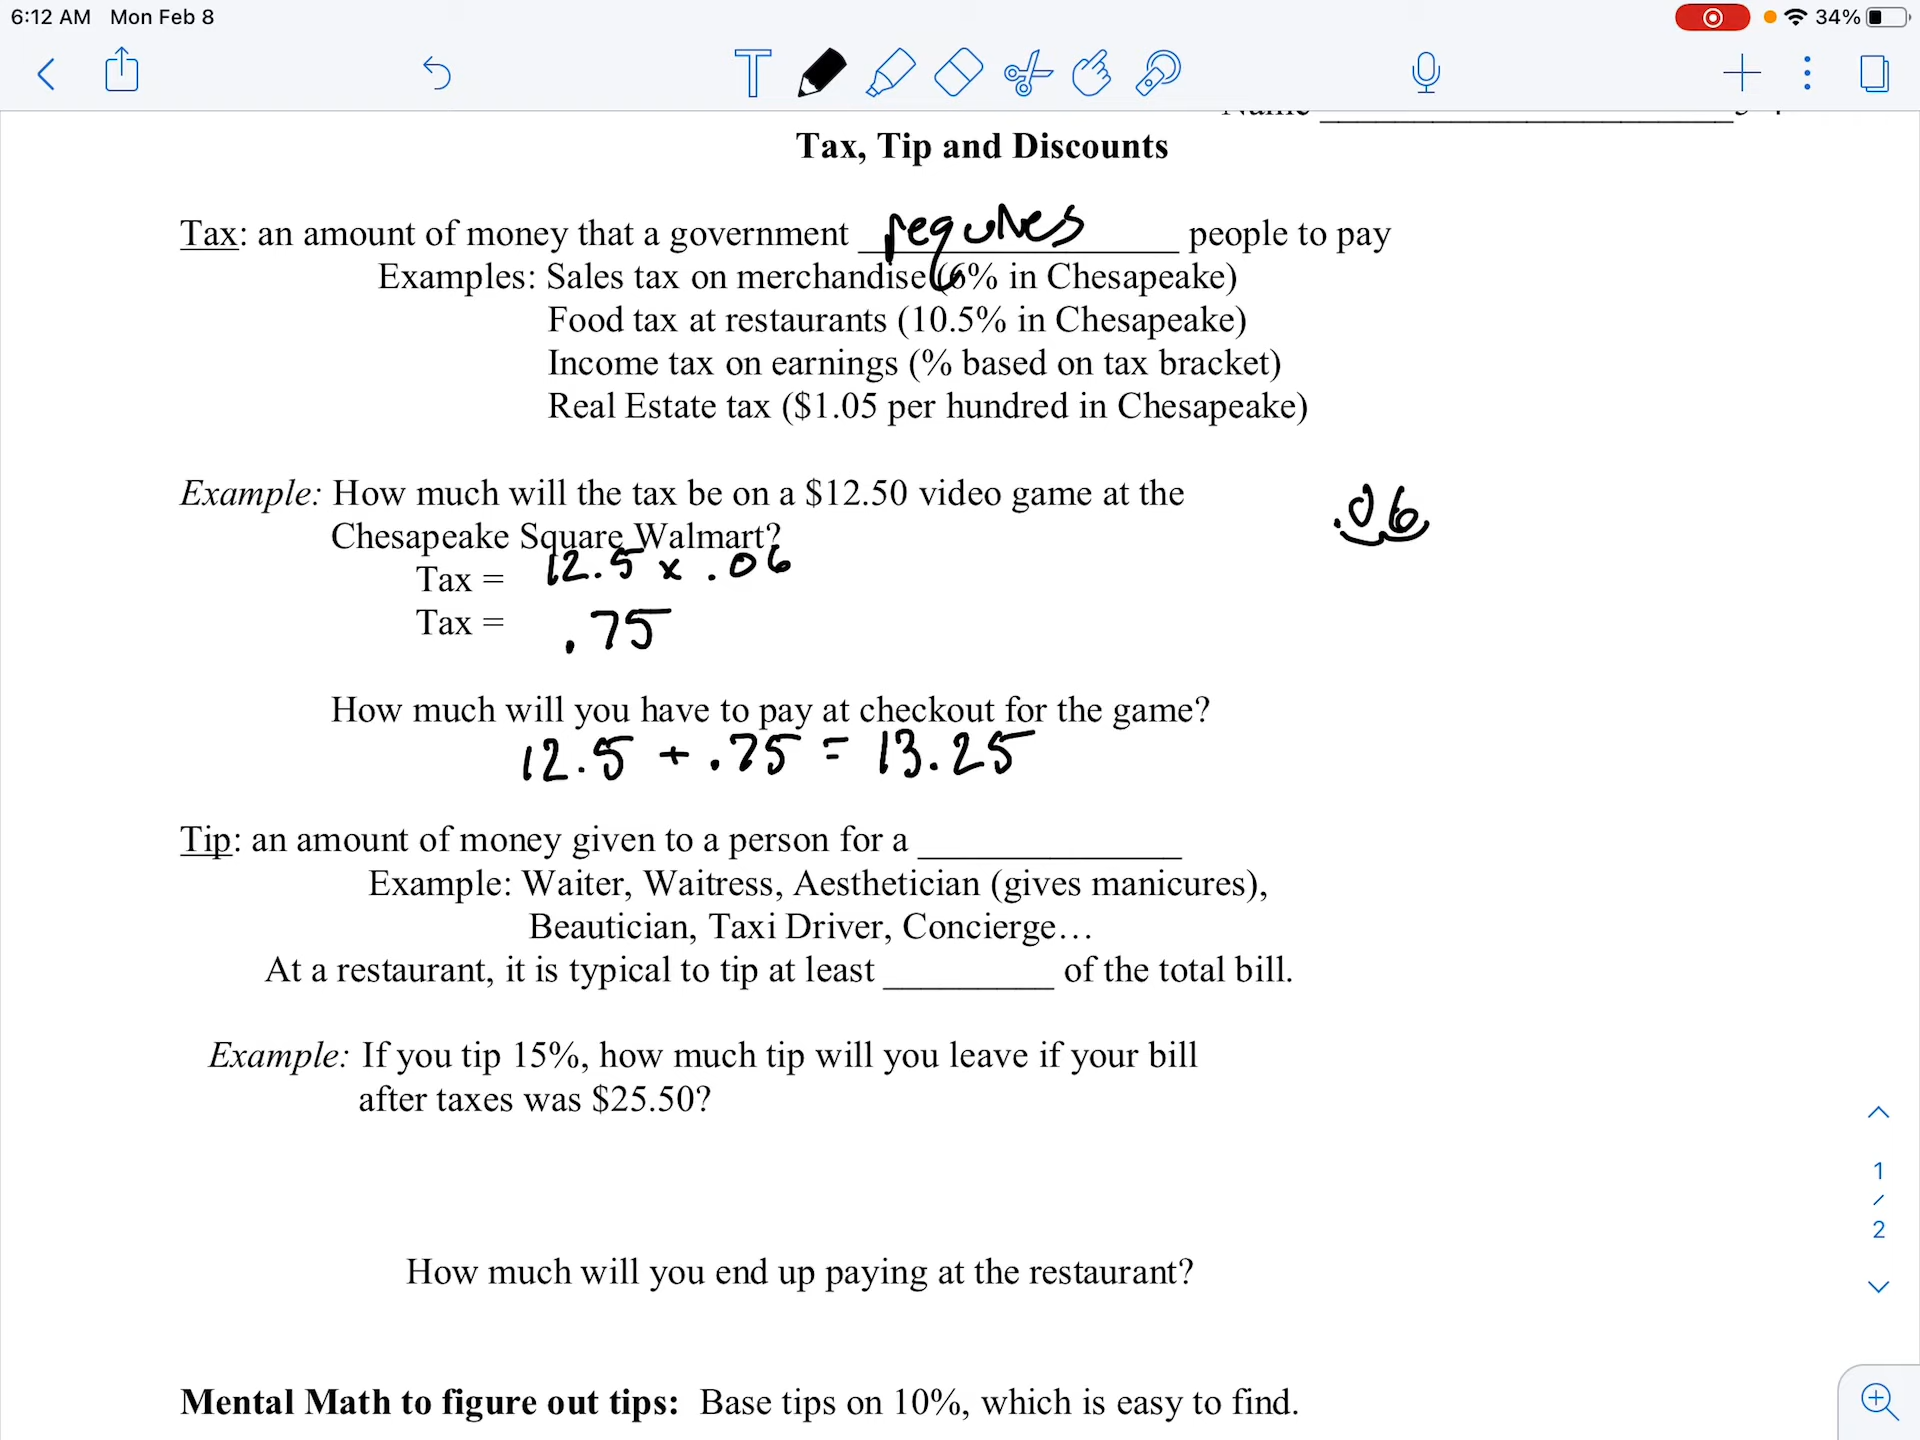 6:12 AM Mon Feb 8
34%
T
Name
Tax, Tip and Discounts
Tax: an amount of money that a government requires people to pay
Examples: Sales tax on merchandise (6% in Chesapeake)
Food tax at restaurants (10.5% in Chesapeake)
Income tax on earnings (% based on tax bracket)
Real Estate tax ($1.05 per hundred in Chesapeake)
Example: How much will the tax be on a $12.50 video game at the
.06
Chesapeake Square Walmart?
Tax = 12.5 x .06
Tax = .75
How much will you have to pay at checkout for the game?
12.5 + .75 = 13.25
Tip: an amount of money given to a person for a ______________
Example: Waiter, Waitress, Aesthetician (gives manicures),
Beautician, Taxi Driver, Concierge…
At a restaurant, it is typical to tip at least _________ of the total bill.
Example: If you tip 15%, how much tip will you leave if your bill
after taxes was $25.50?
1
/
2
How much will you end up paying at the restaurant?
Mental Math to figure out tips: Base tips on 10%, which is easy to find.